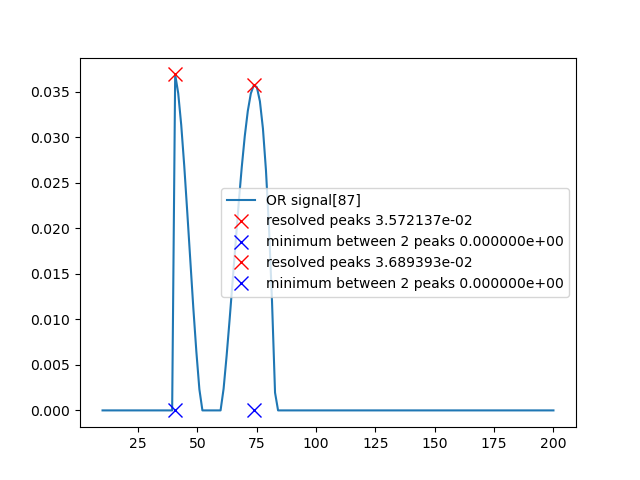 0.035
0.030
0.025
0.020
0.015
0.010
0.005
0.000
OR signal[87]
resolved peaks 3.572137e-02
minimum between 2 peaks 0.000000e+00
resolved peaks 3.689393e-02
minimum between 2 peaks 0.000000e+00
25 50 75 100 125 150 175 200